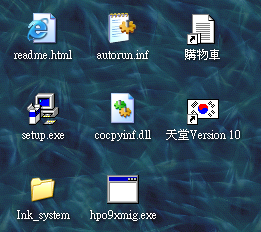 readme.html autorun.inf 購物車
setup.exe cocpyinf.dll 天堂Version 10
Ink_system hpo9xmig.exe